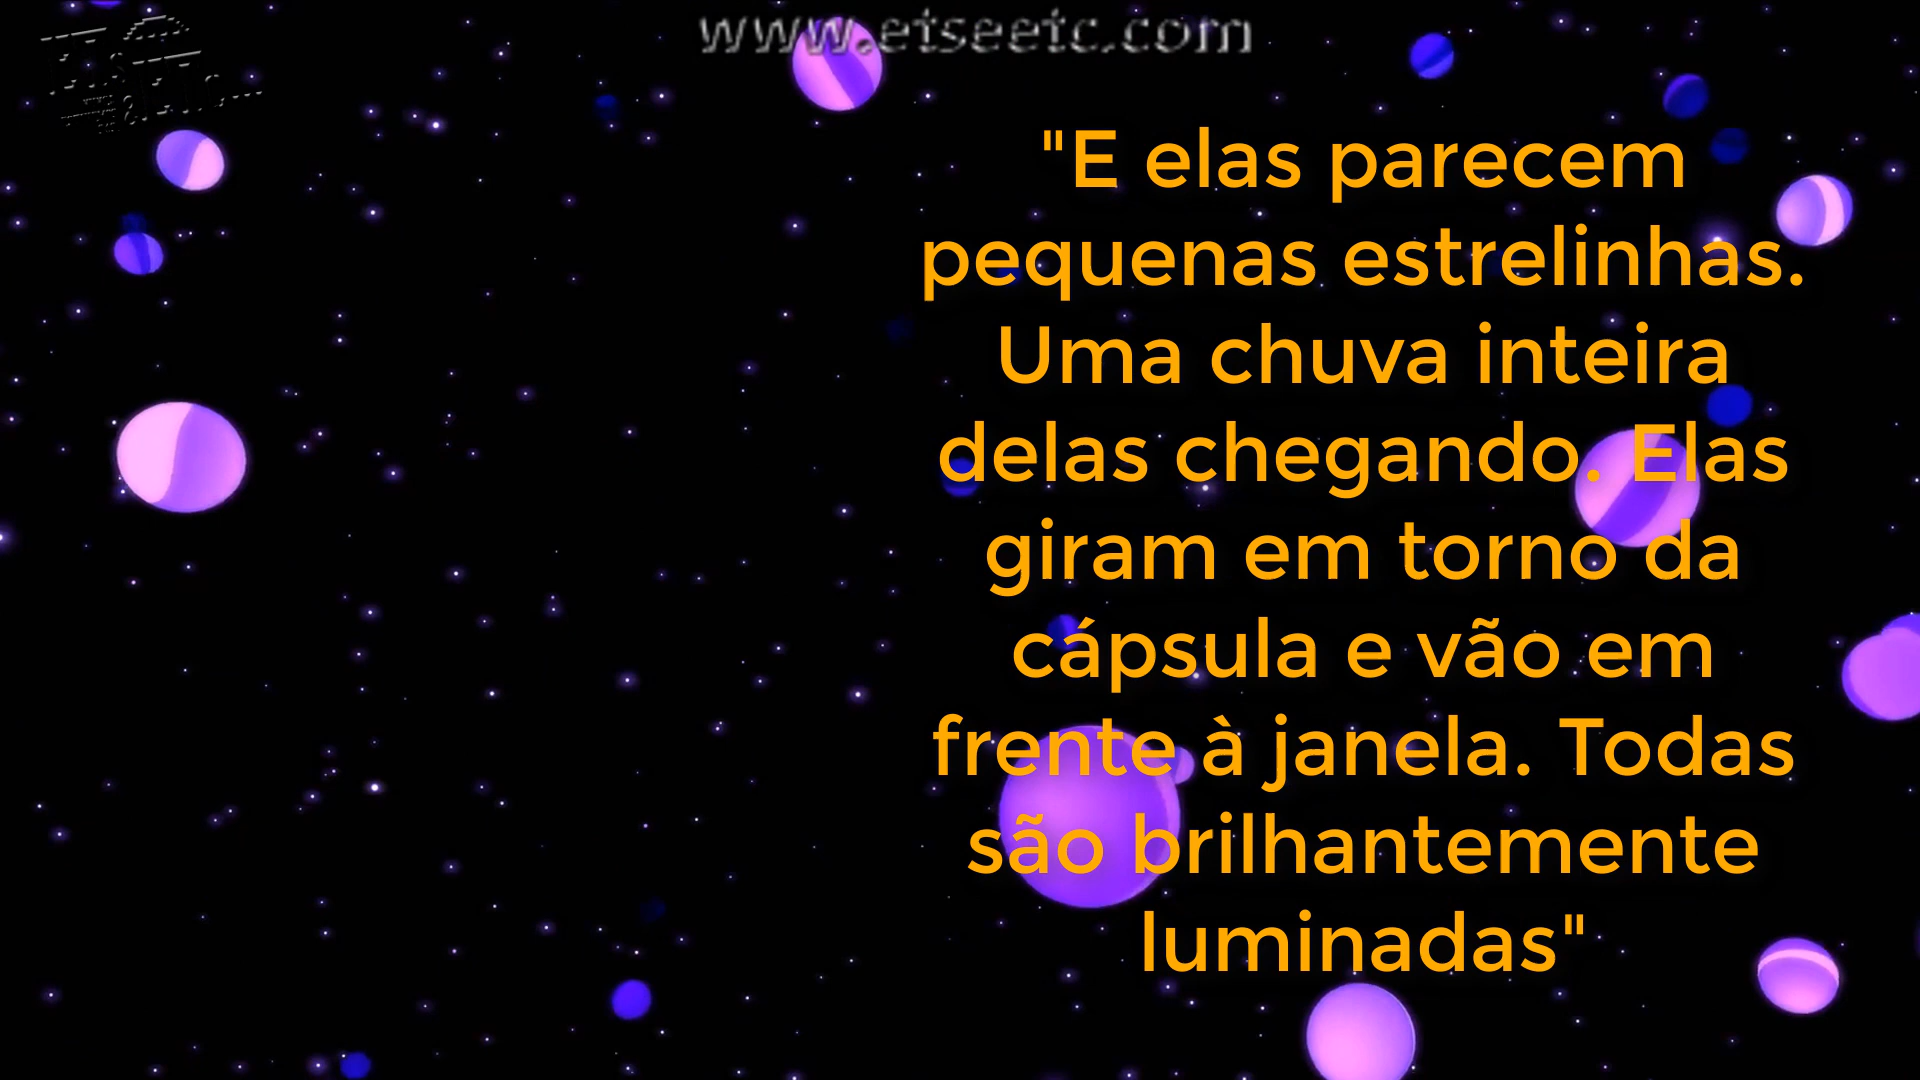 www.etseetc.com
"E elas parecem
pequenas estrelinhas.
Uma chuva inteira
delas chegando. Elas
giram em torno da
cápsula e vão em
frente à janela. Todas
são brilhantemente
luminadas"